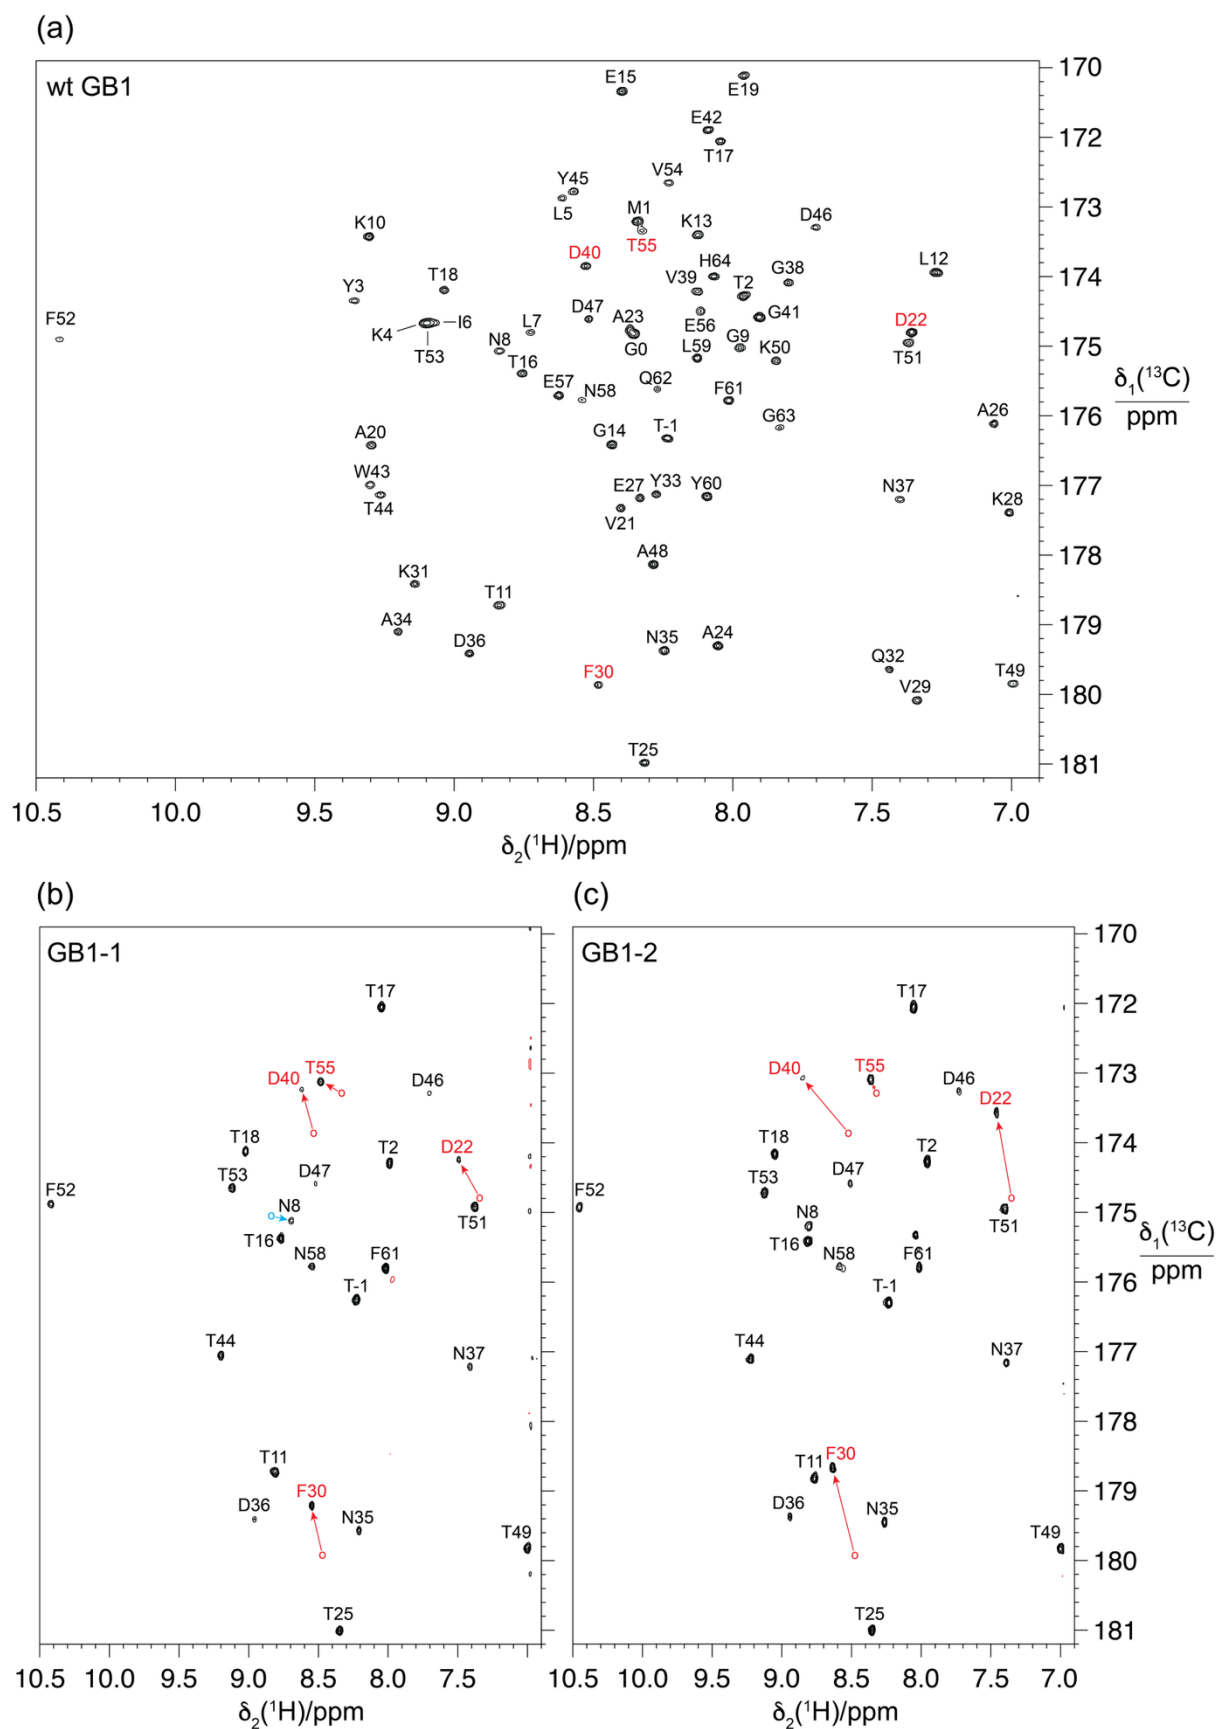 (a)
wt GB1
E15
E19
E42
T17
V54
Y45
L5
M1
K13
D46
K10
T55
D40
H64
L12
V39
G38
T2
T18
Y3
D47
A23
G41
D22
F52
K4
I6
L7
E56
T53
N8
G0
L59
G9
K50
T51
T16
E57
N58
Q62
F61
A26
G14
T-1
G63
A20
W43
T44
E27
Y33
Y60
N37
K28
V21
A48
K31
T11
A34
D36
N35
A24
F30
Q32
V29
T49
T25
170
171
172
173
174
175
176
177
178
179
180
181
δ₁(¹³C)
ppm
10.5 10.0 9.5 9.0 8.5 8.0 7.5 7.0
δ₂(¹H)/ppm
(b)
GB1-1
T17
T55
D40
D46
T18
T2
D22
T53
D47
F52
N8
T51
T16
N58
F61
T-1
T44
N37
T11
F30
D36
N35
T49
T25
10.5 10.0 9.5 9.0 8.5 8.0 7.5
δ₂(¹H)/ppm
(c)
GB1-2
T17
D40
T55
D46
D22
T18
T2
T53
D47
F52
N8
T51
T16
N58
F61
T-1
T44
N37
T11
F30
D36
N35
T49
T25
170
171
172
173
174
175
176
177
178
179
180
181
δ₁(¹³C)
ppm
10.5 10.0 9.5 9.0 8.5 8.0 7.5 7.0
δ₂(¹H)/ppm